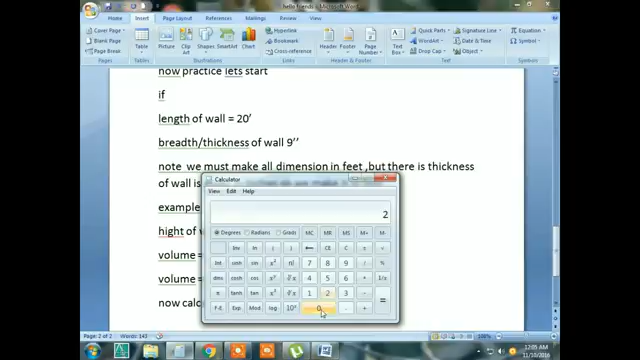 hello friends - Microsoft Word
Home Insert Page Layout References Mailings Review View
Cover Page
Blank Page
Page Break
Pages
Table
Tables
Picture Clip Art Shapes SmartArt Chart
Illustrations
Hyperlink
Bookmark
Cross-reference
Links
Header Footer Page Number
Header & Footer
Text Box
Quick Parts
WordArt
Drop Cap
Text
Signature Line
Date & Time
Object
Equation
Symbol
Symbols
now practice lets start
if
length of wall = 20'
breadth/thickness of wall 9''
note we must make all dimension in feet ,but there is thickness
of wall is
example
hight of
volume =
volume =
now calc
Calculator
View Edit Help
2
Degrees Radians Grads MC MR MS M+ M-
Inv ln ( ) ← CE C ± √
Int sinh sin x² n! 7 8 9 / %
dms cosh cos 4 5 6 * 1/x
π tanh tan x³ 1 2 3 - =
F-E Exp Mod log 10ˣ 0 . +
Page: 2 of 2 Words: 143 100%
12:05 AM
11/10/2016